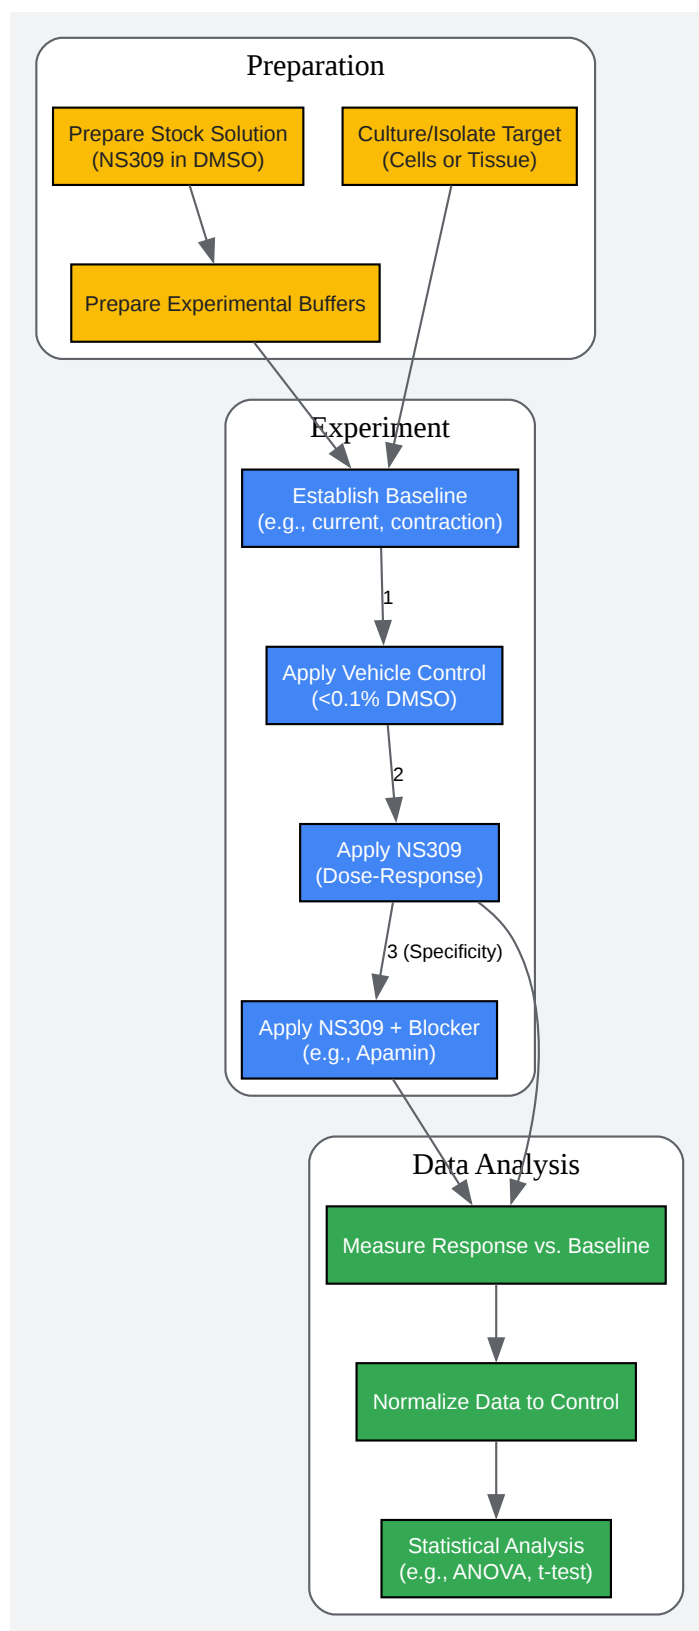 Preparation
Prepare Stock Solution
(NS309 in DMSO)
Culture/Isolate Target
(Cells or Tissue)
Prepare Experimental Buffers
Experiment
Establish Baseline
(e.g., current, contraction)
1
Apply Vehicle Control
(<0.1% DMSO)
2
Apply NS309
(Dose-Response)
3 (Specificity)
Apply NS309 + Blocker
(e.g., Apamin)
Data Analysis
Measure Response vs. Baseline
Normalize Data to Control
Statistical Analysis
(e.g., ANOVA, t-test)